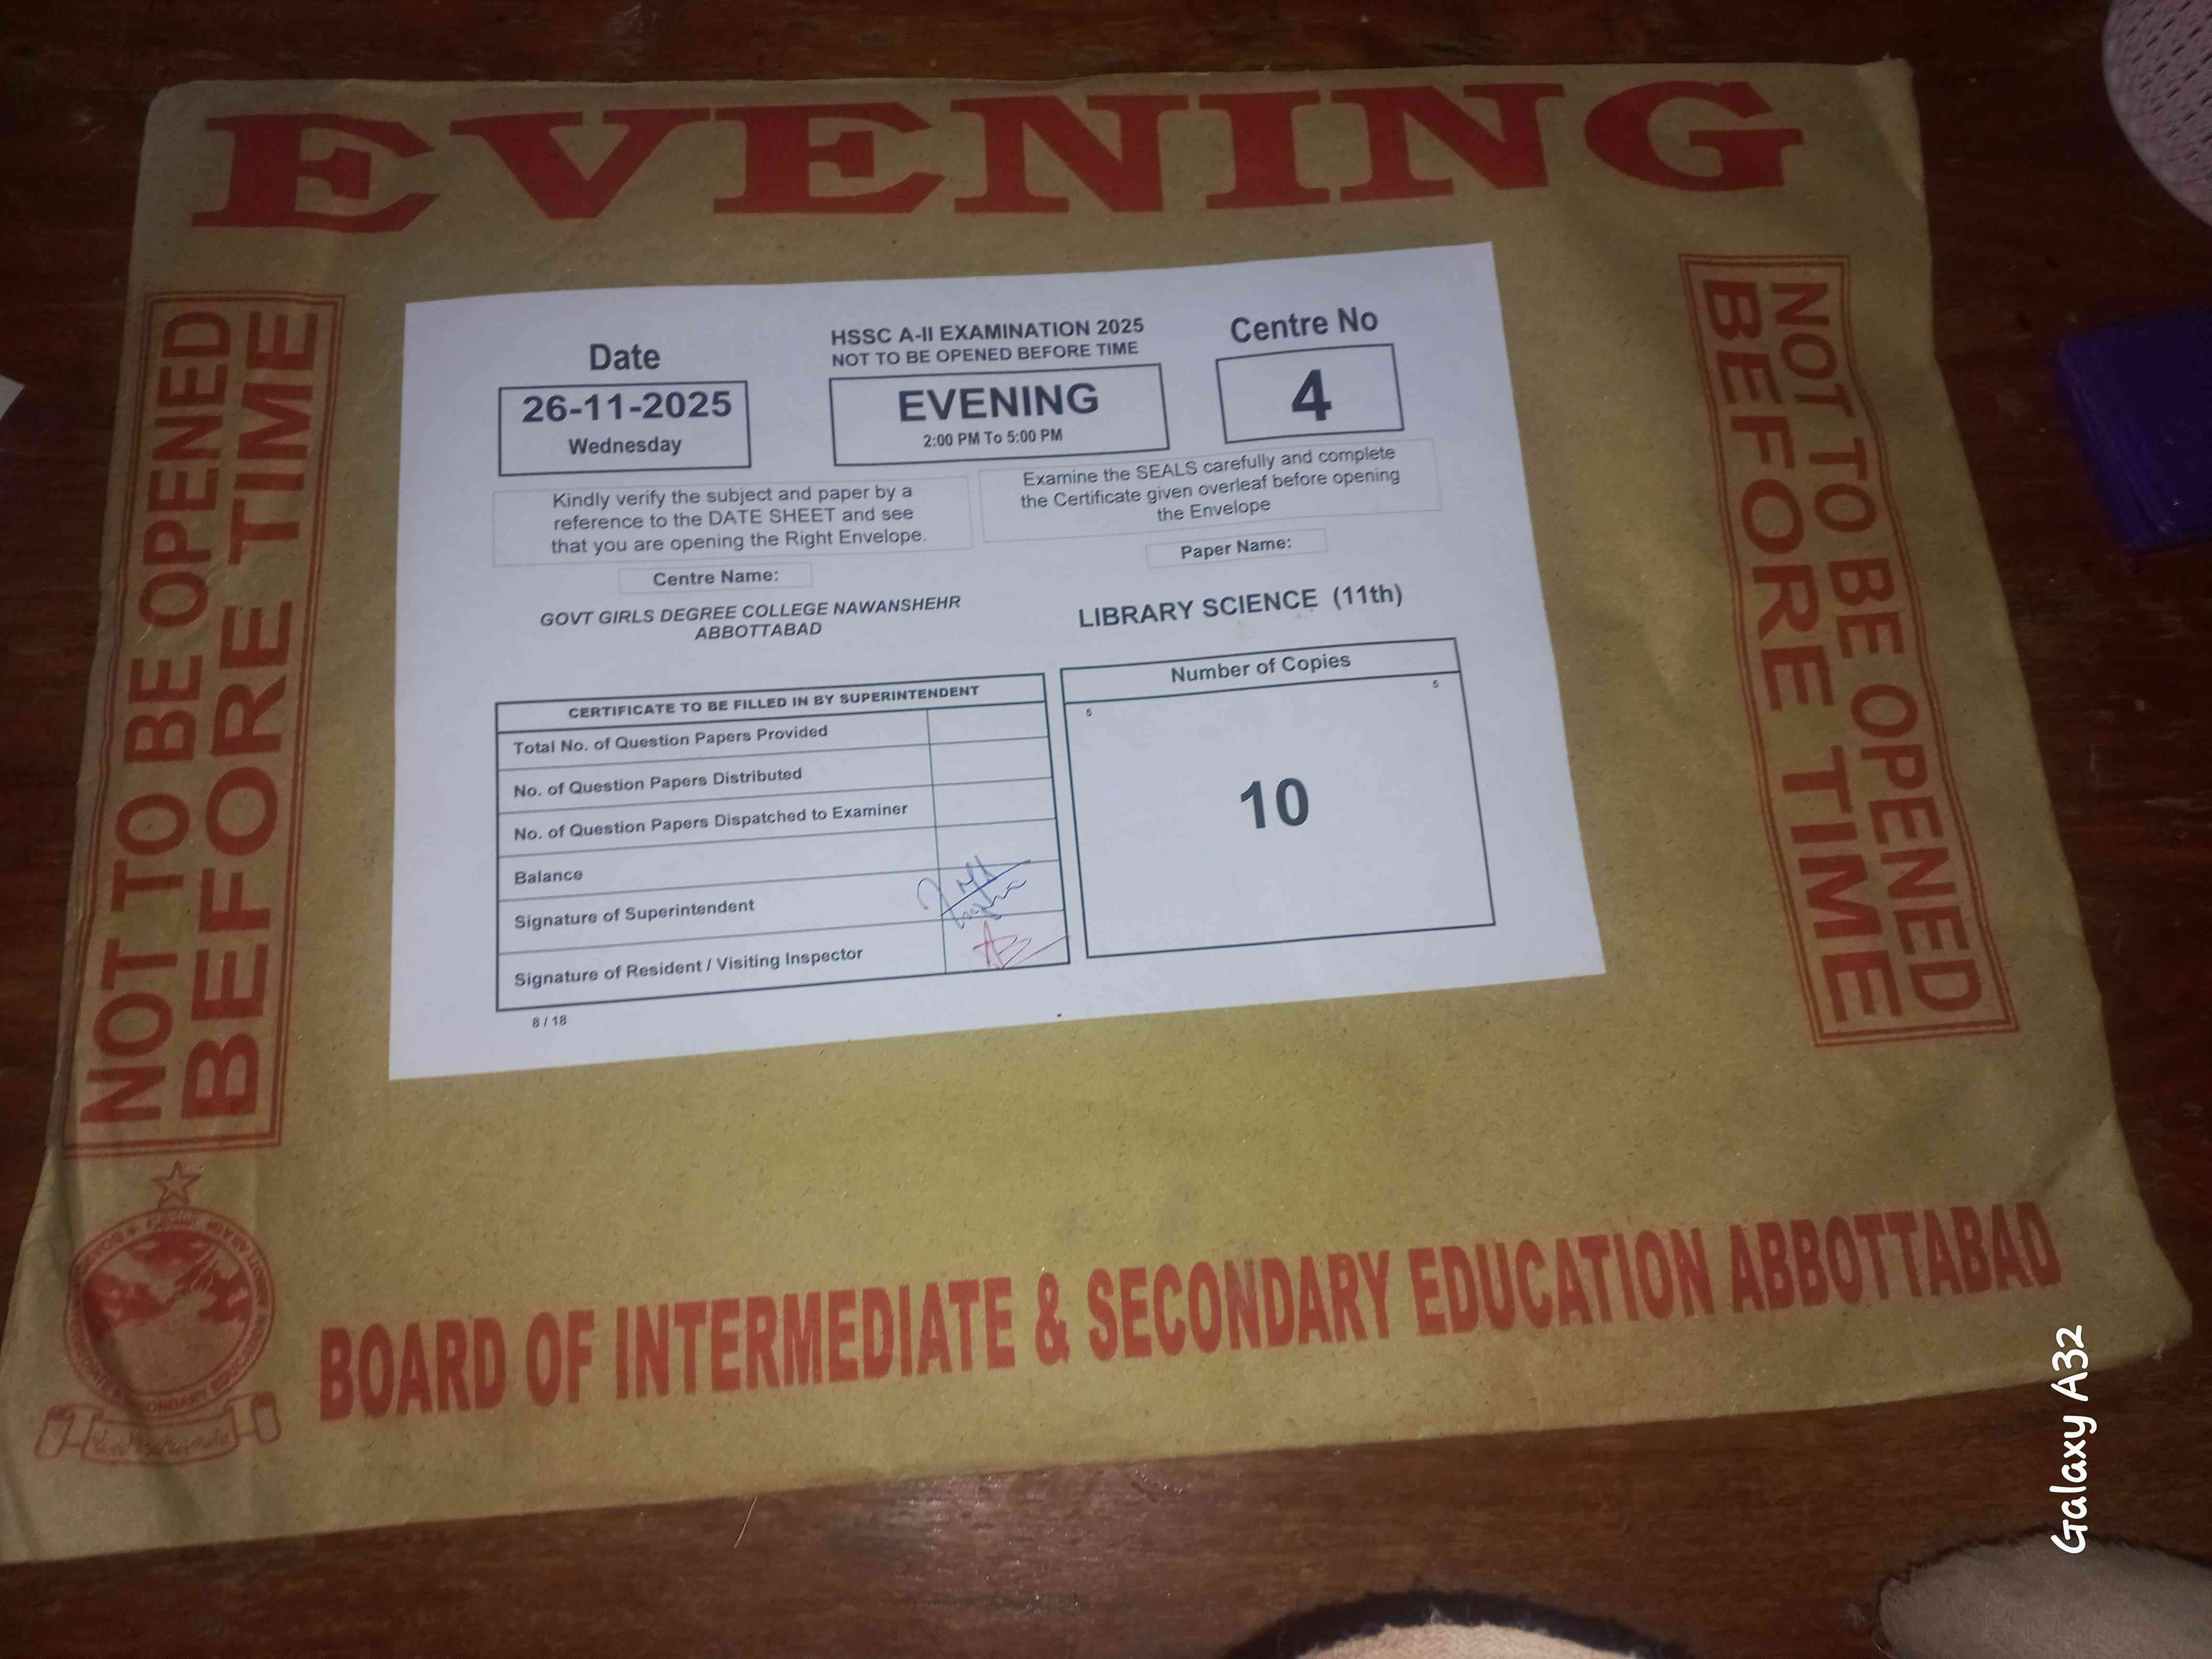 EVENING
NOT TO BE OPENED
BEFORE TIME
NOT TO BE OPENED
BEFORE TIME
Date
26-11-2025
Wednesday
HSSC A-II EXAMINATION 2025
NOT TO BE OPENED BEFORE TIME
EVENING
2:00 PM To 5:00 PM
Centre No
4
Kindly verify the subject and paper by a
reference to the DATE SHEET and see
that you are opening the Right Envelope.
Examine the SEALS carefully and complete
the Certificate given overleaf before opening
the Envelope
Centre Name:
GOVT GIRLS DEGREE COLLEGE NAWANSHEHR
ABBOTTABAD
Paper Name:
LIBRARY SCIENCE (11th)
CERTIFICATE TO BE FILLED IN BY SUPERINTENDENT
Total No. of Question Papers Provided
No. of Question Papers Distributed
No. of Question Papers Dispatched to Examiner
Balance
Signature of Superintendent
Signature of Resident / Visiting Inspector
8 / 18
Number of Copies
5
5
10
BOARD OF INTERMEDIATE & SECONDARY EDUCATION ABBOTTABAD
Galaxy A32